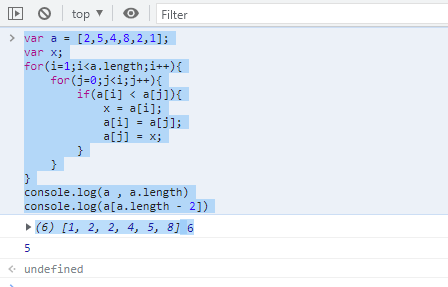 top
Filter
var a = [2,5,4,8,2,1];
var x;
for(i=1;i<a.length;i++){
    for(j=0;j<i;j++){
        if(a[i] < a[j]){
            x = a[i];
            a[i] = a[j];
            a[j] = x;
        }
    }
}
console.log(a , a.length)
console.log(a[a.length - 2])
(6) [1, 2, 2, 4, 5, 8] 6
5
undefined